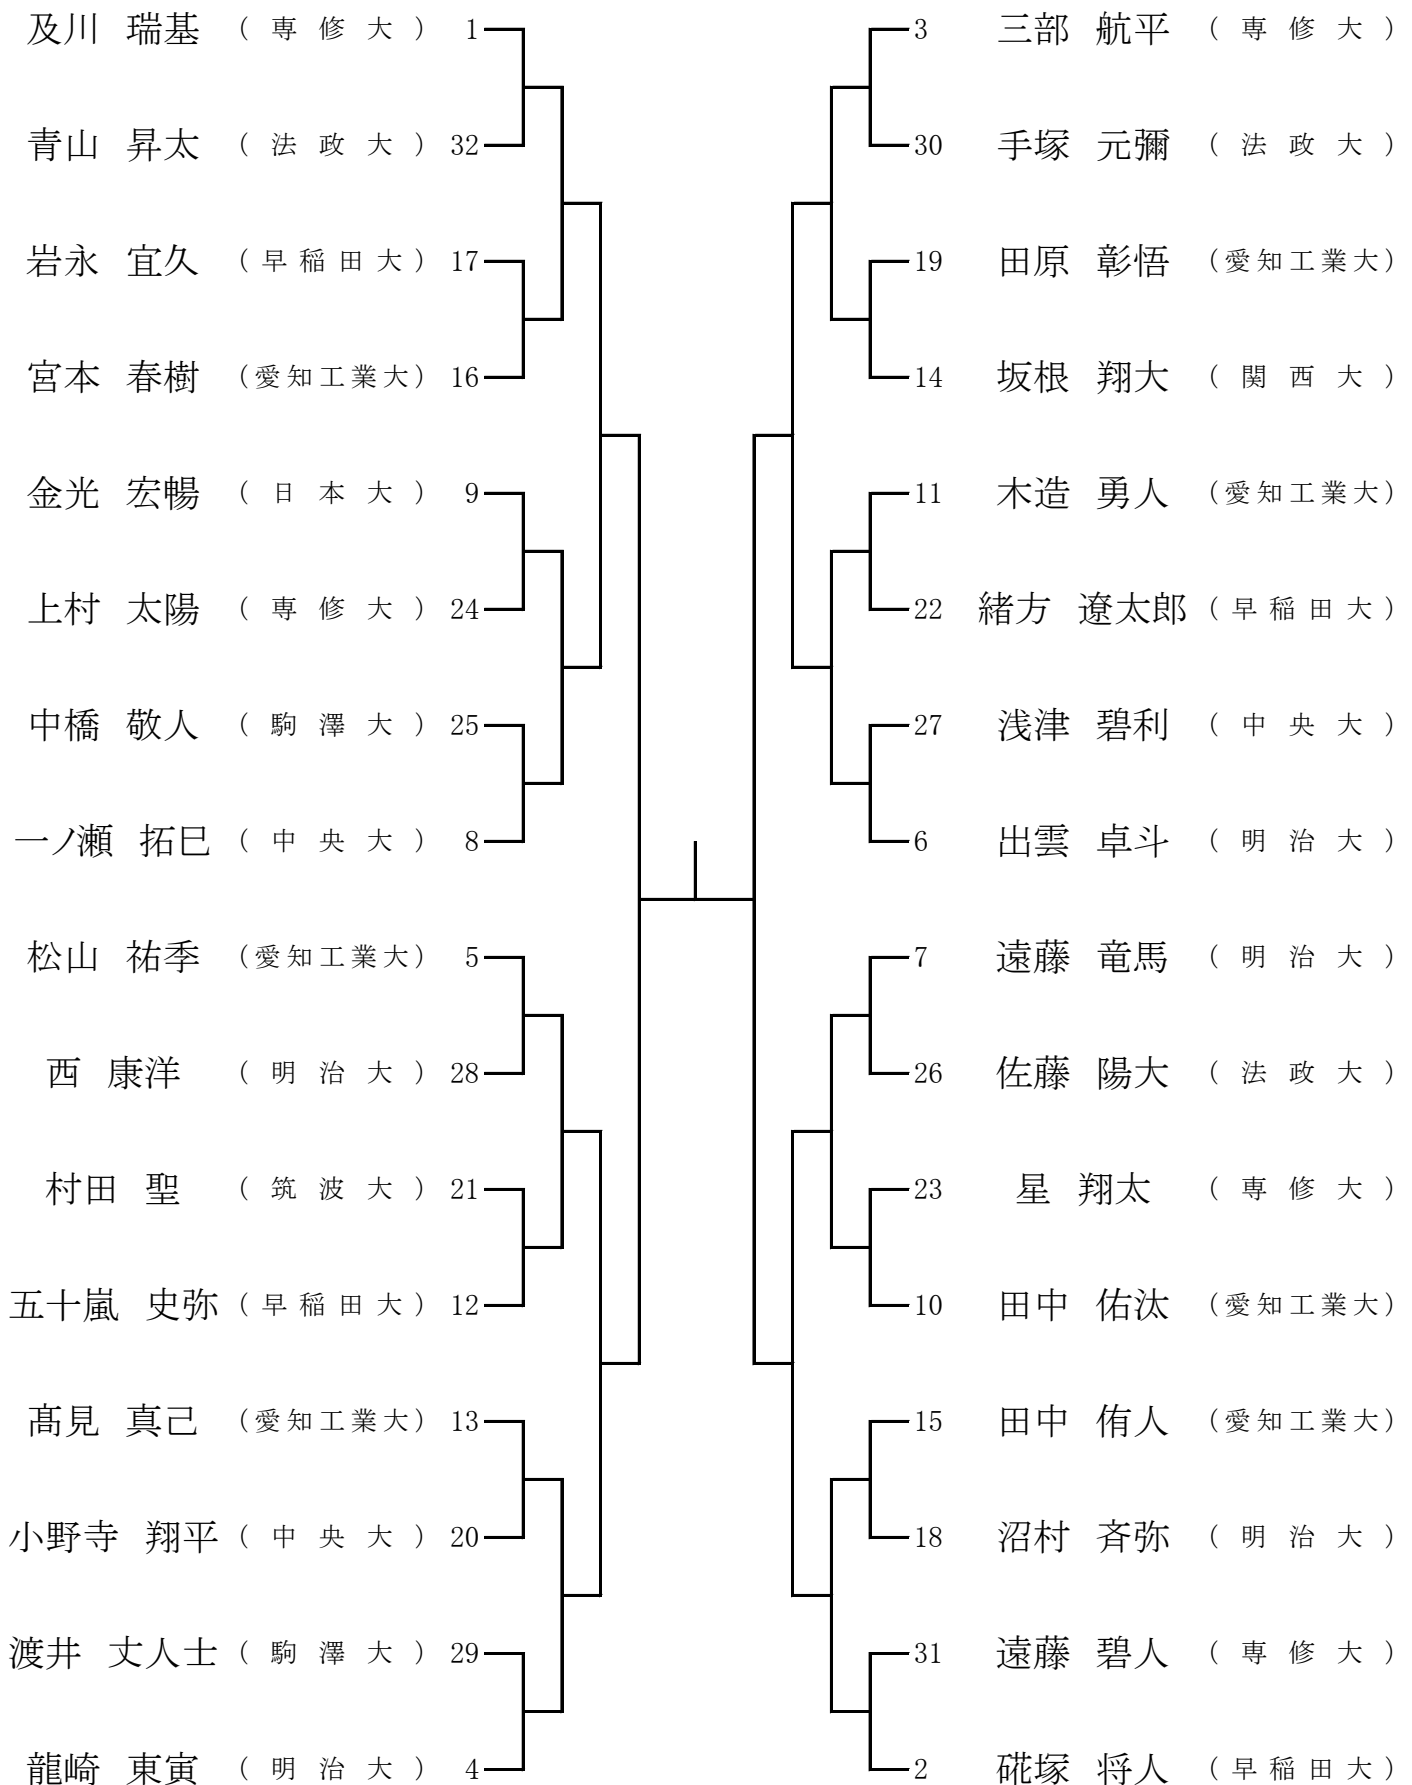 及川 瑞基 (専修大) 1
青山 昇太 (法政大) 32
岩永 宜久 (早稲田大) 17
宮本 春樹 (愛知工業大) 16
金光 宏暢 (日本大) 9
上村 太陽 (専修大) 24
中橋 敬人 (駒澤大) 25
一ノ瀬 拓巳 (中央大) 8
松山 祐季 (愛知工業大) 5
西 康洋 (明治大) 28
村田 聖 (筑波大) 21
五十嵐 史弥 (早稲田大) 12
髙見 真己 (愛知工業大) 13
小野寺 翔平 (中央大) 20
渡井 丈人士 (駒澤大) 29
龍崎 東寅 (明治大) 4
3 三部 航平 (専修大)
30 手塚 元彌 (法政大)
19 田原 彰悟 (愛知工業大)
14 坂根 翔大 (関西大)
11 木造 勇人 (愛知工業大)
22 緒方 遼太郎 (早稲田大)
27 浅津 碧利 (中央大)
6 出雲 卓斗 (明治大)
7 遠藤 竜馬 (明治大)
26 佐藤 陽大 (法政大)
23 星 翔太 (専修大)
10 田中 佑汰 (愛知工業大)
15 田中 侑人 (愛知工業大)
18 沼村 斉弥 (明治大)
31 遠藤 碧人 (専修大)
2 硴塚 将人 (早稲田大)